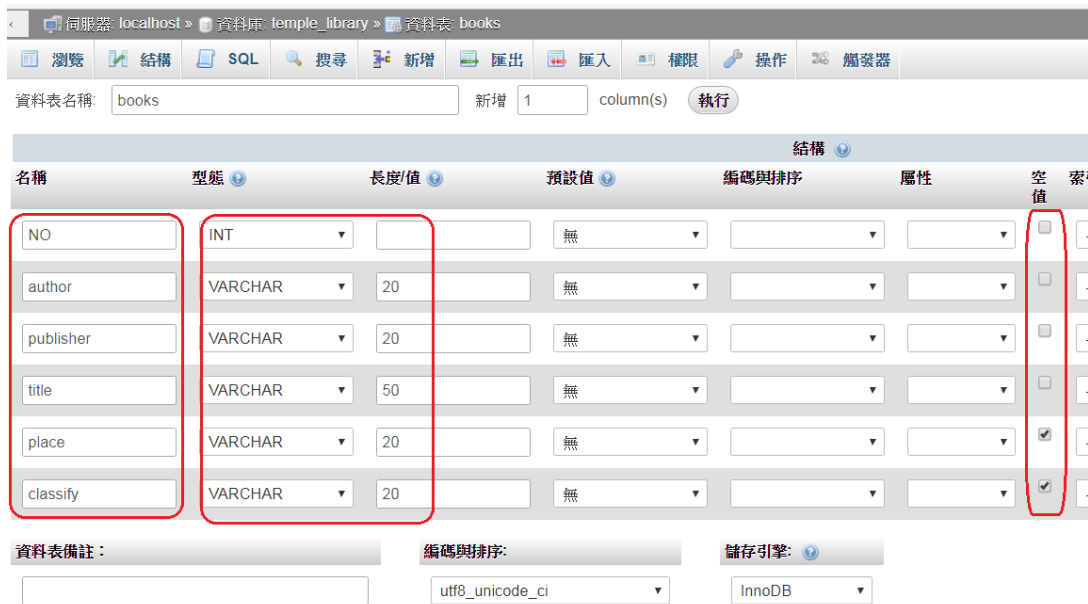 伺服器: localhost » 資料庫: temple_library » 資料表: books
瀏覽 結構 SQL 搜尋 新增 匯出 匯入 權限 操作 觸發器
資料表名稱: books 新增 1 column(s) 執行
結構
名稱 型態 長度/值 預設值 編碼與排序 屬性 空值
NO INT 無
author VARCHAR 20 無
publisher VARCHAR 20 無
title VARCHAR 50 無
place VARCHAR 20 無
classify VARCHAR 20 無
資料表備註： 編碼與排序: 儲存引擎:
utf8_unicode_ci InnoDB